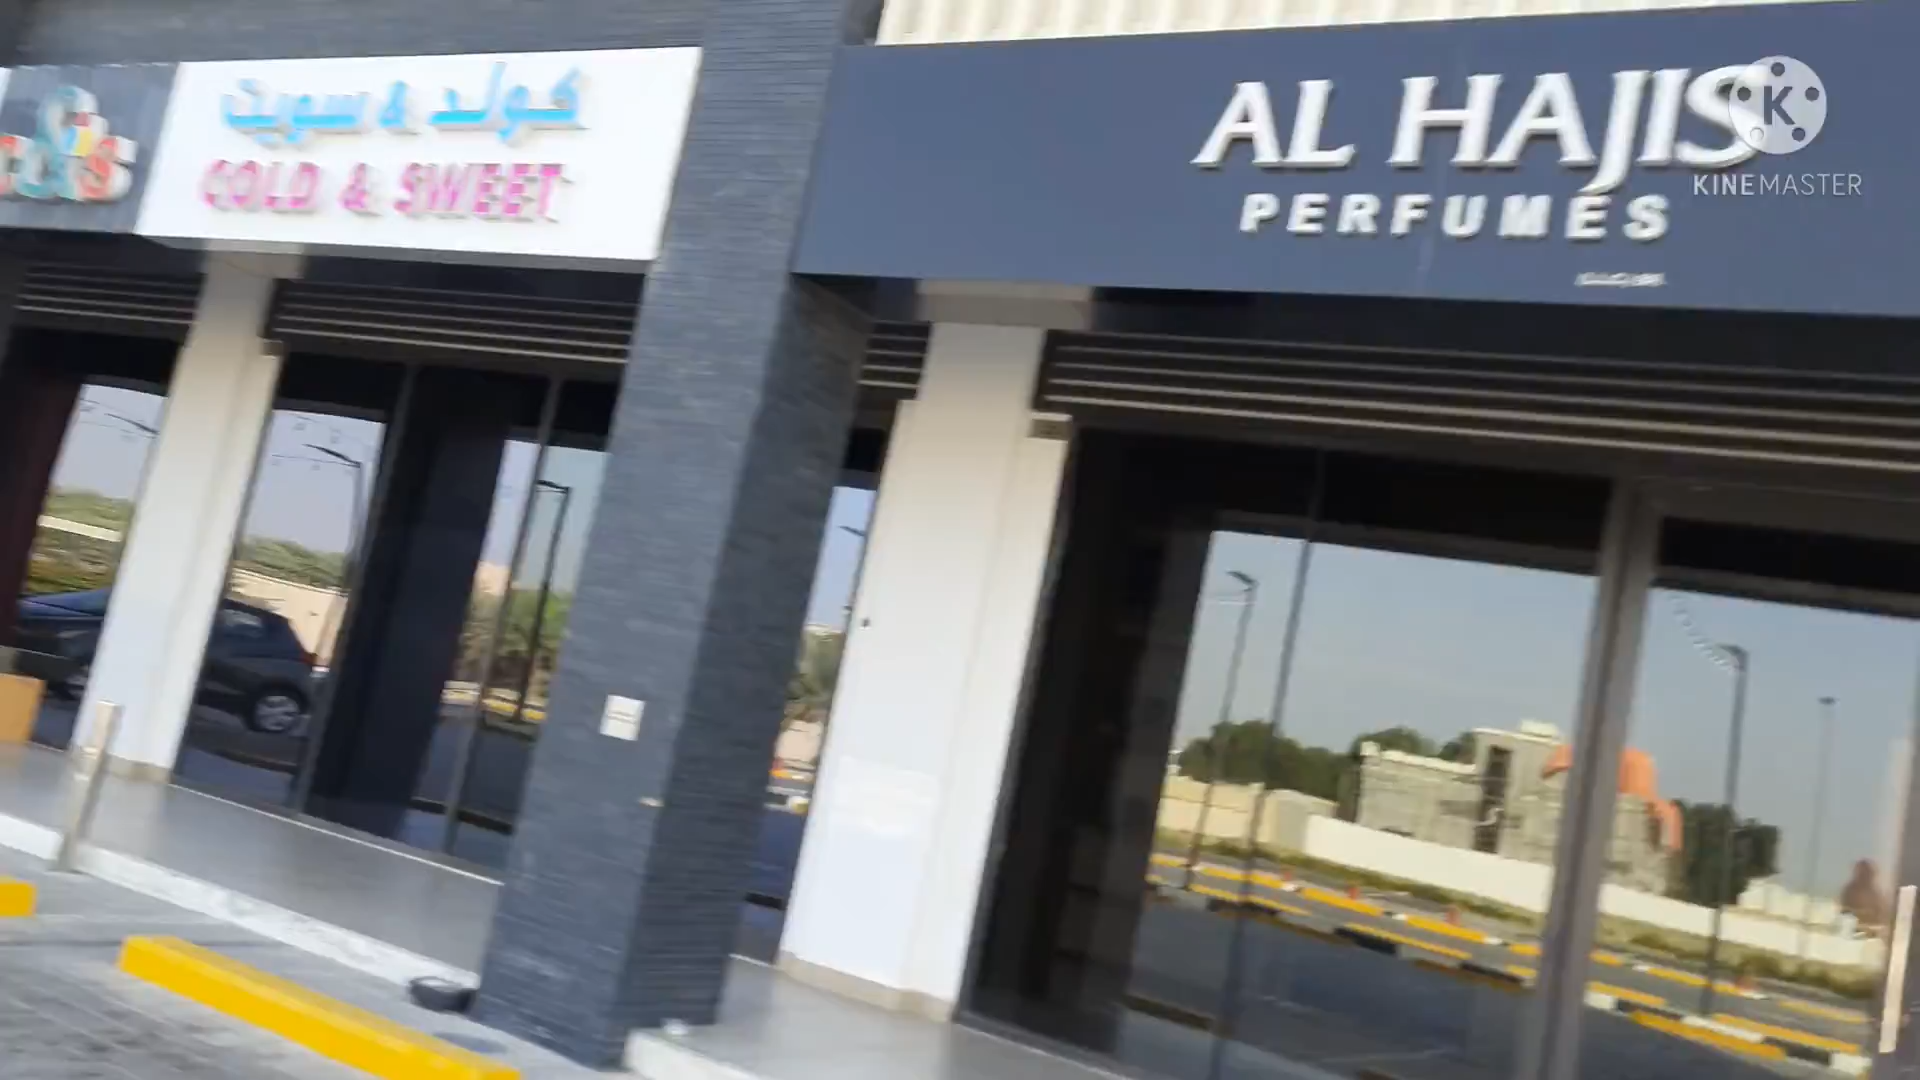 كولد & سويت
COLD & SWEET
AL HAJIS
PERFUMES
KINEMASTER